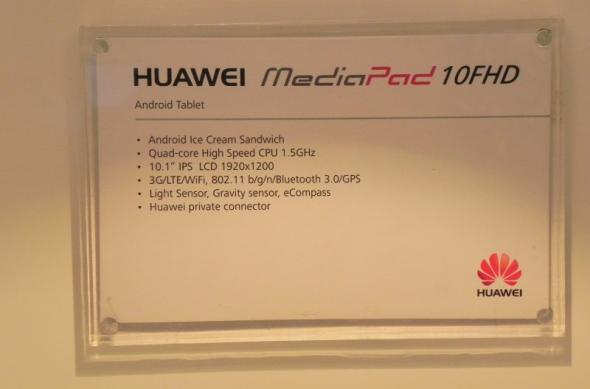 HUAWEI MediaPad 10FHD
Android Tablet
• Android Ice Cream Sandwich
• Quad-core High Speed CPU 1.5GHz
• 10.1" IPS LCD 1920x1200
• 3G/LTE/WiFi, 802.11 b/g/n/Bluetooth 3.0/GPS
• Light Sensor, Gravity sensor, eCompass
• Huawei private connector
HUAWEI